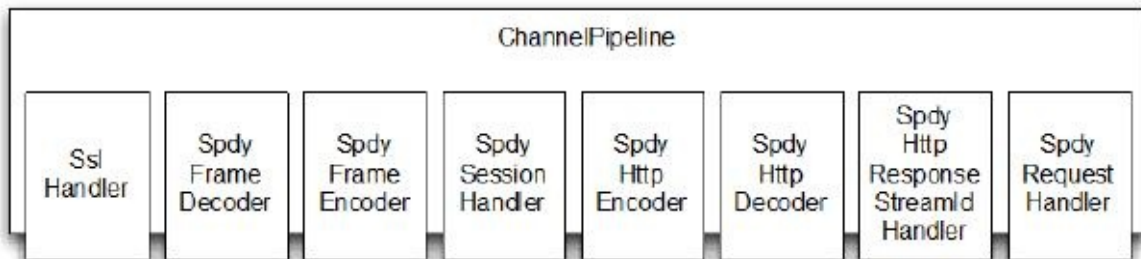 ChannelPipeline
Ssl
Handler
Spdy
Frame
Decoder
Spdy
Frame
Encoder
Spdy
Session
Handler
Spdy
Http
Encoder
Spdy
Http
Decoder
Spdy
Http
Response
StreamId
Handler
Spdy
Request
Handler